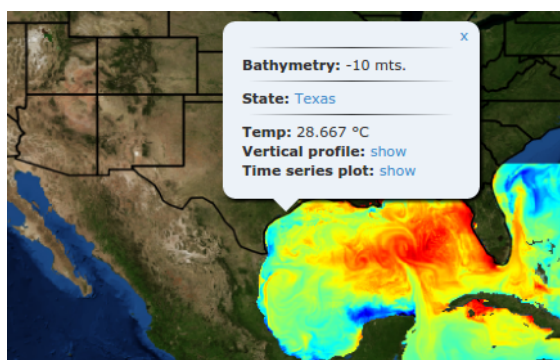 x
Bathymetry: -10 mts.
State: Texas
Temp: 28.667 °C
Vertical profile: show
Time series plot: show